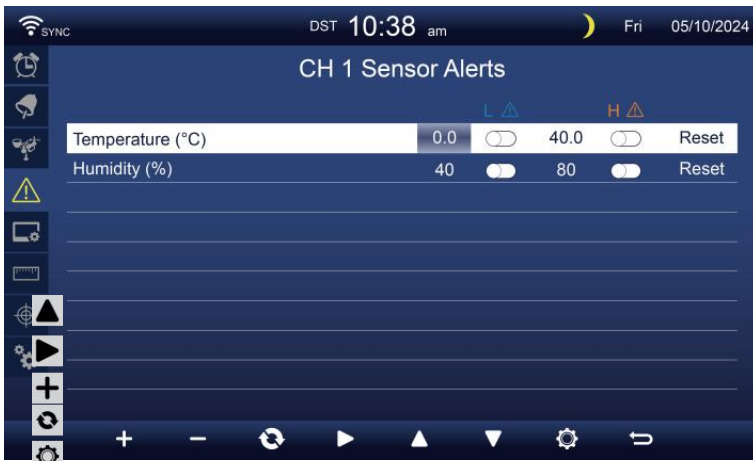 SYNC DST 10:38 am Fri 05/10/2024
CH 1 Sensor Alerts
L H
Temperature (°C) 0.0 40.0 Reset
Humidity (%) 40 80 Reset